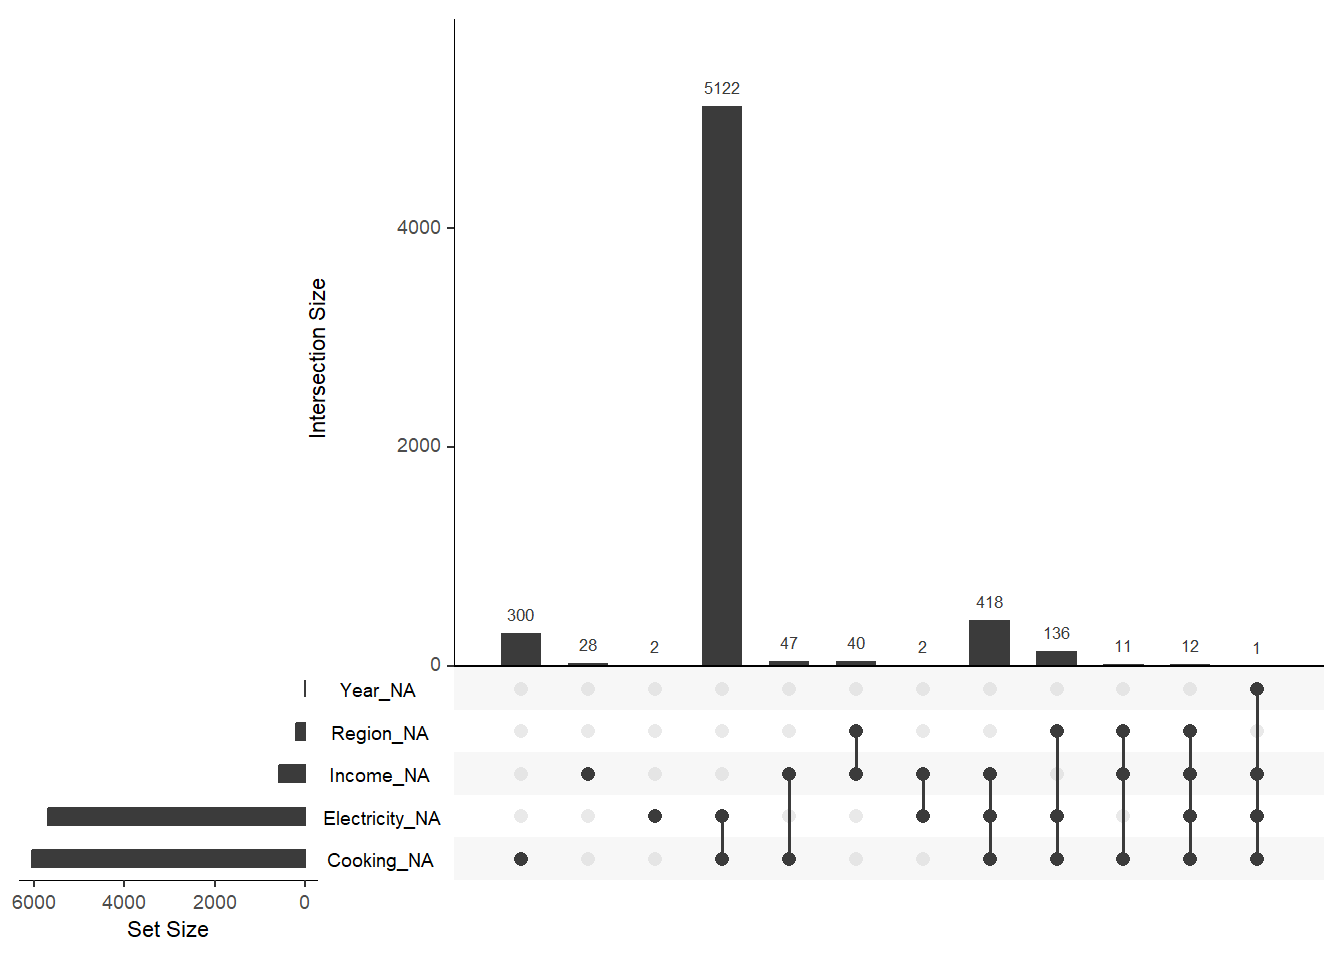 5122
4000
Intersection Size
2000
418
300
136
28
2
47
40
2
11
12
1
0
Year_NA
Region_NA
Income_NA
Electricity_NA
Cooking_NA
6000 4000 2000 0
Set Size